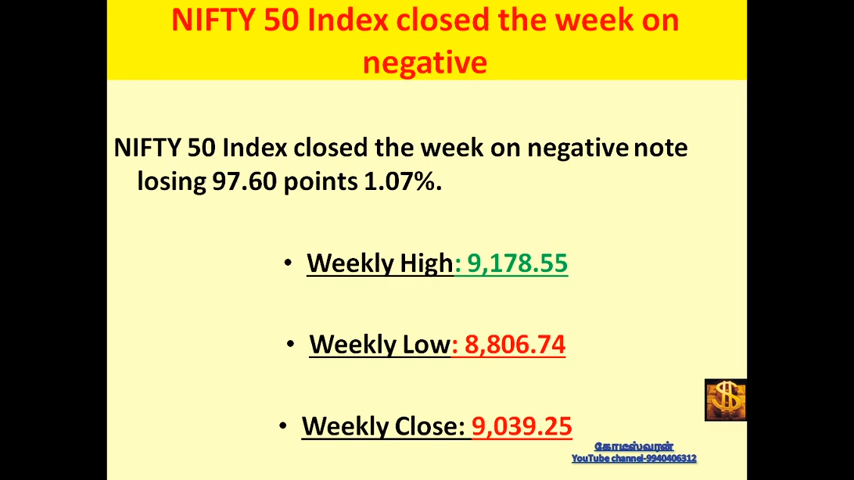 NIFTY 50 Index closed the week on
negative
NIFTY 50 Index closed the week on negative note
losing 97.60 points 1.07%.
• Weekly High: 9,178.55
• Weekly Low: 8,806.74
• Weekly Close: 9,039.25
கோடீஸ்வரன்
YouTube channel-9940406312